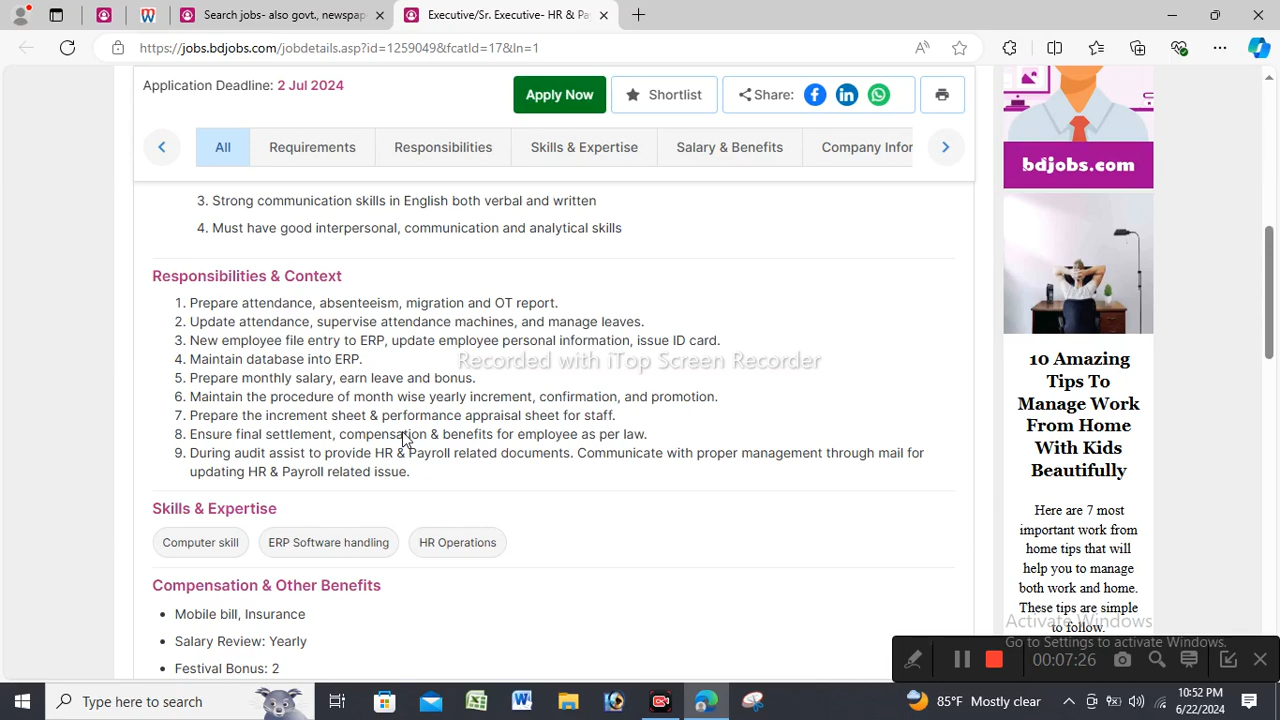 Search jobs- also govt, newspap
Executive/Sr. Executive- HR & Pa
https://jobs.bdjobs.com/jobdetails.asp?id=1259049&fcatId=17&ln=1
Application Deadline: 2 Jul 2024
Apply Now
Shortlist
Share:
All
Requirements
Responsibilities
Skills & Expertise
Salary & Benefits
Company Infor
3. Strong communication skills in English both verbal and written
4. Must have good interpersonal, communication and analytical skills
Responsibilities & Context
1. Prepare attendance, absenteeism, migration and OT report.
2. Update attendance, supervise attendance machines, and manage leaves.
3. New employee file entry to ERP, update employee personal information, issue ID card.
4. Maintain database into ERP.
5. Prepare monthly salary, earn leave and bonus.
6. Maintain the procedure of month wise yearly increment, confirmation, and promotion.
7. Prepare the increment sheet & performance appraisal sheet for staff.
8. Ensure final settlement, compensation & benefits for employee as per law.
9. During audit assist to provide HR & Payroll related documents. Communicate with proper management through mail for
updating HR & Payroll related issue.
Recorded with iTop Screen Recorder
Skills & Expertise
Computer skill
ERP Software handling
HR Operations
Compensation & Other Benefits
• Mobile bill, Insurance
• Salary Review: Yearly
• Festival Bonus: 2
bdjobs.com
10 Amazing
Tips To
Manage Work
From Home
With Kids
Beautifully
Here are 7 most
important work from
home tips that will
help you to manage
both work and home.
These tips are simple
to follow.
Activate Windows
Go to Settings to activate Windows.
00:07:26
Type here to search
85°F Mostly clear
10:52 PM
6/22/2024